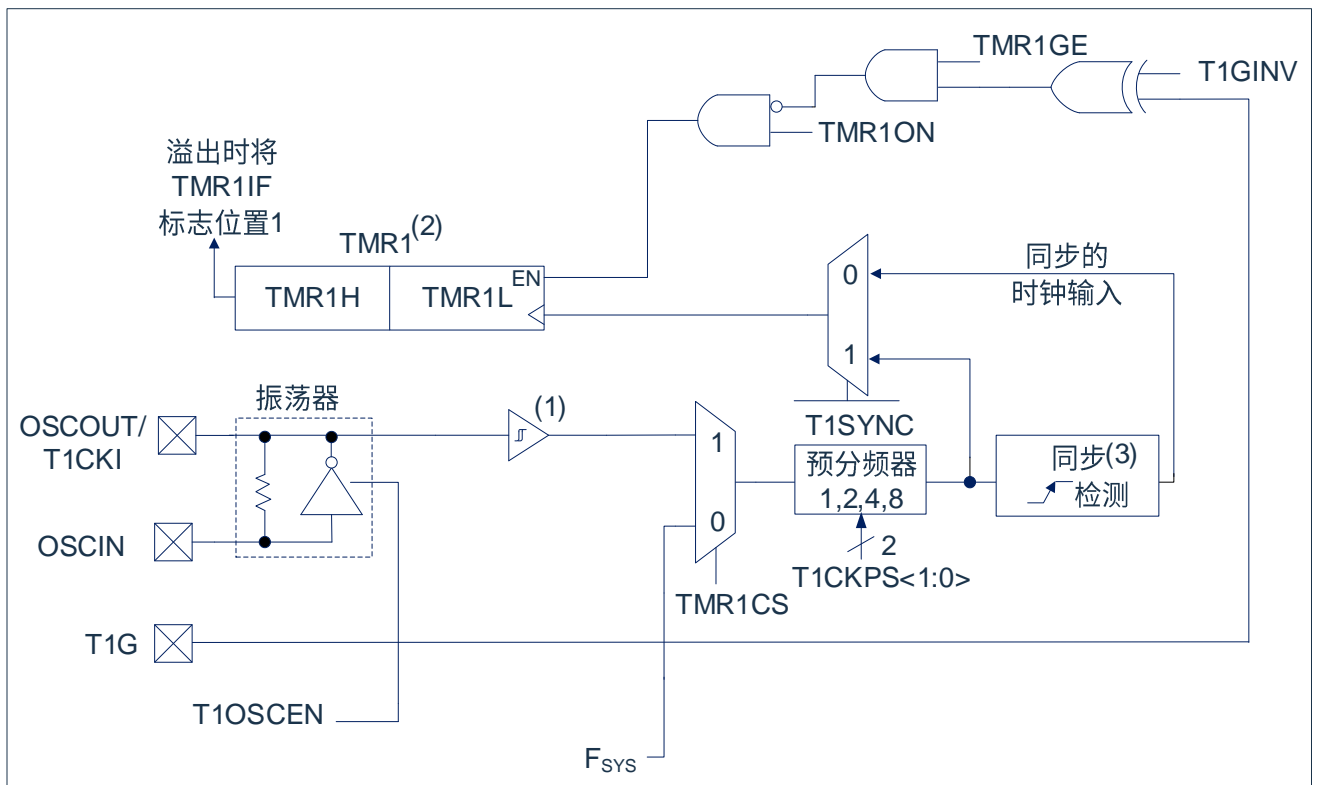 TMR1GE
T1GINV
TMR1ON
溢出时将
TMR1IF
标志位置1
TMR1(2)
EN
TMR1H
TMR1L
0
同步的
时钟输入
1
T1SYNC
振荡器
OSCOUT/
T1CKI
(1)
1
0
预分频器
1,2,4,8
同步(3)
检测
OSCIN
2
T1CKPS<1:0>
TMR1CS
T1G
T1OSCEN
FSYS